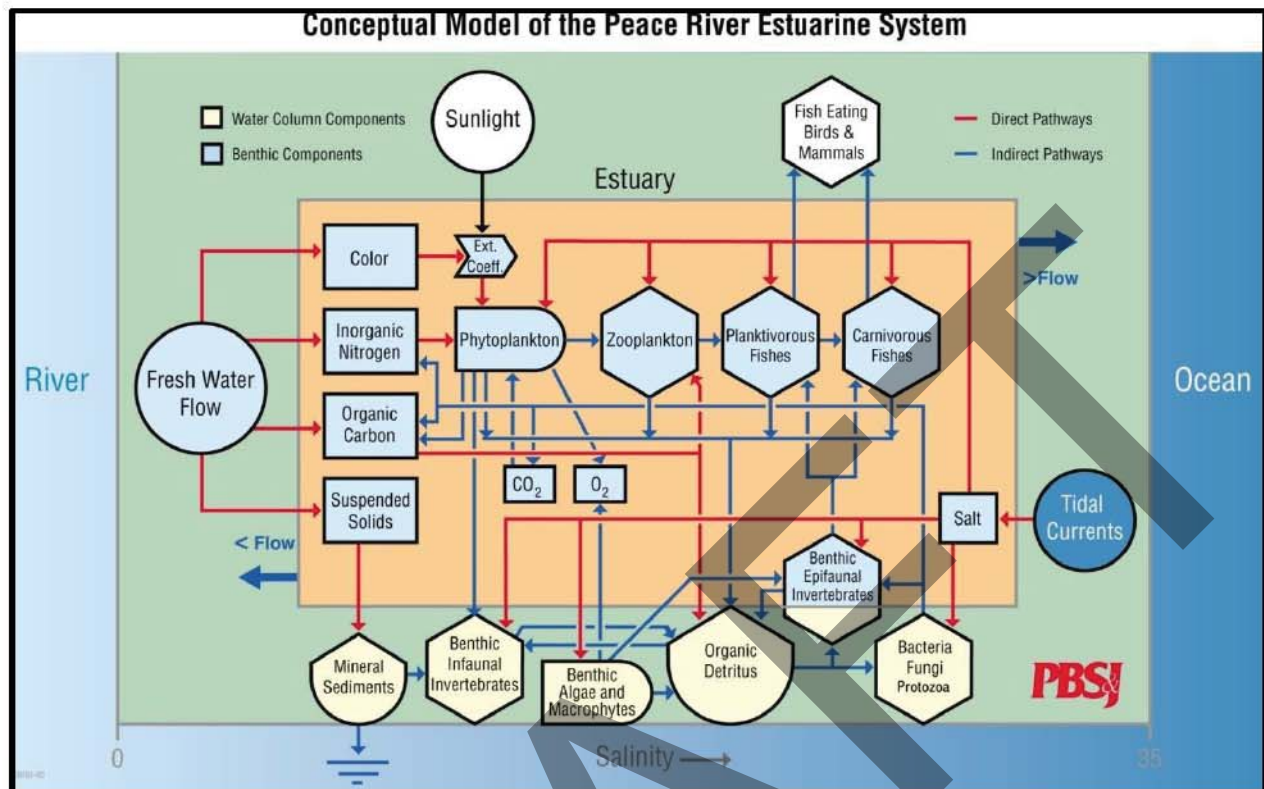 Conceptual Model of the Peace River Estuarine System
Water Column Components
Benthic Components
Sunlight
Fish Eating
Birds &
Mammals
Direct Pathways
Indirect Pathways
Estuary
Color
Ext.
Coeff.
>Flow
Inorganic
Nitrogen
Phytoplankton
Zooplankton
Planktivorous
Fishes
Carnivorous
Fishes
River
Fresh Water
Flow
Ocean
Organic
Carbon
CO2
O2
Suspended
Solids
Salt
Tidal
Currents
< Flow
Benthic
Epifaunal
Invertebrates
Mineral
Sediments
Benthic
Infaunal
Invertebrates
Benthic
Algae and
Macrophytes
Organic
Detritus
Bacteria
Fungi
Protozoa
PBS&J
0
Salinity
35